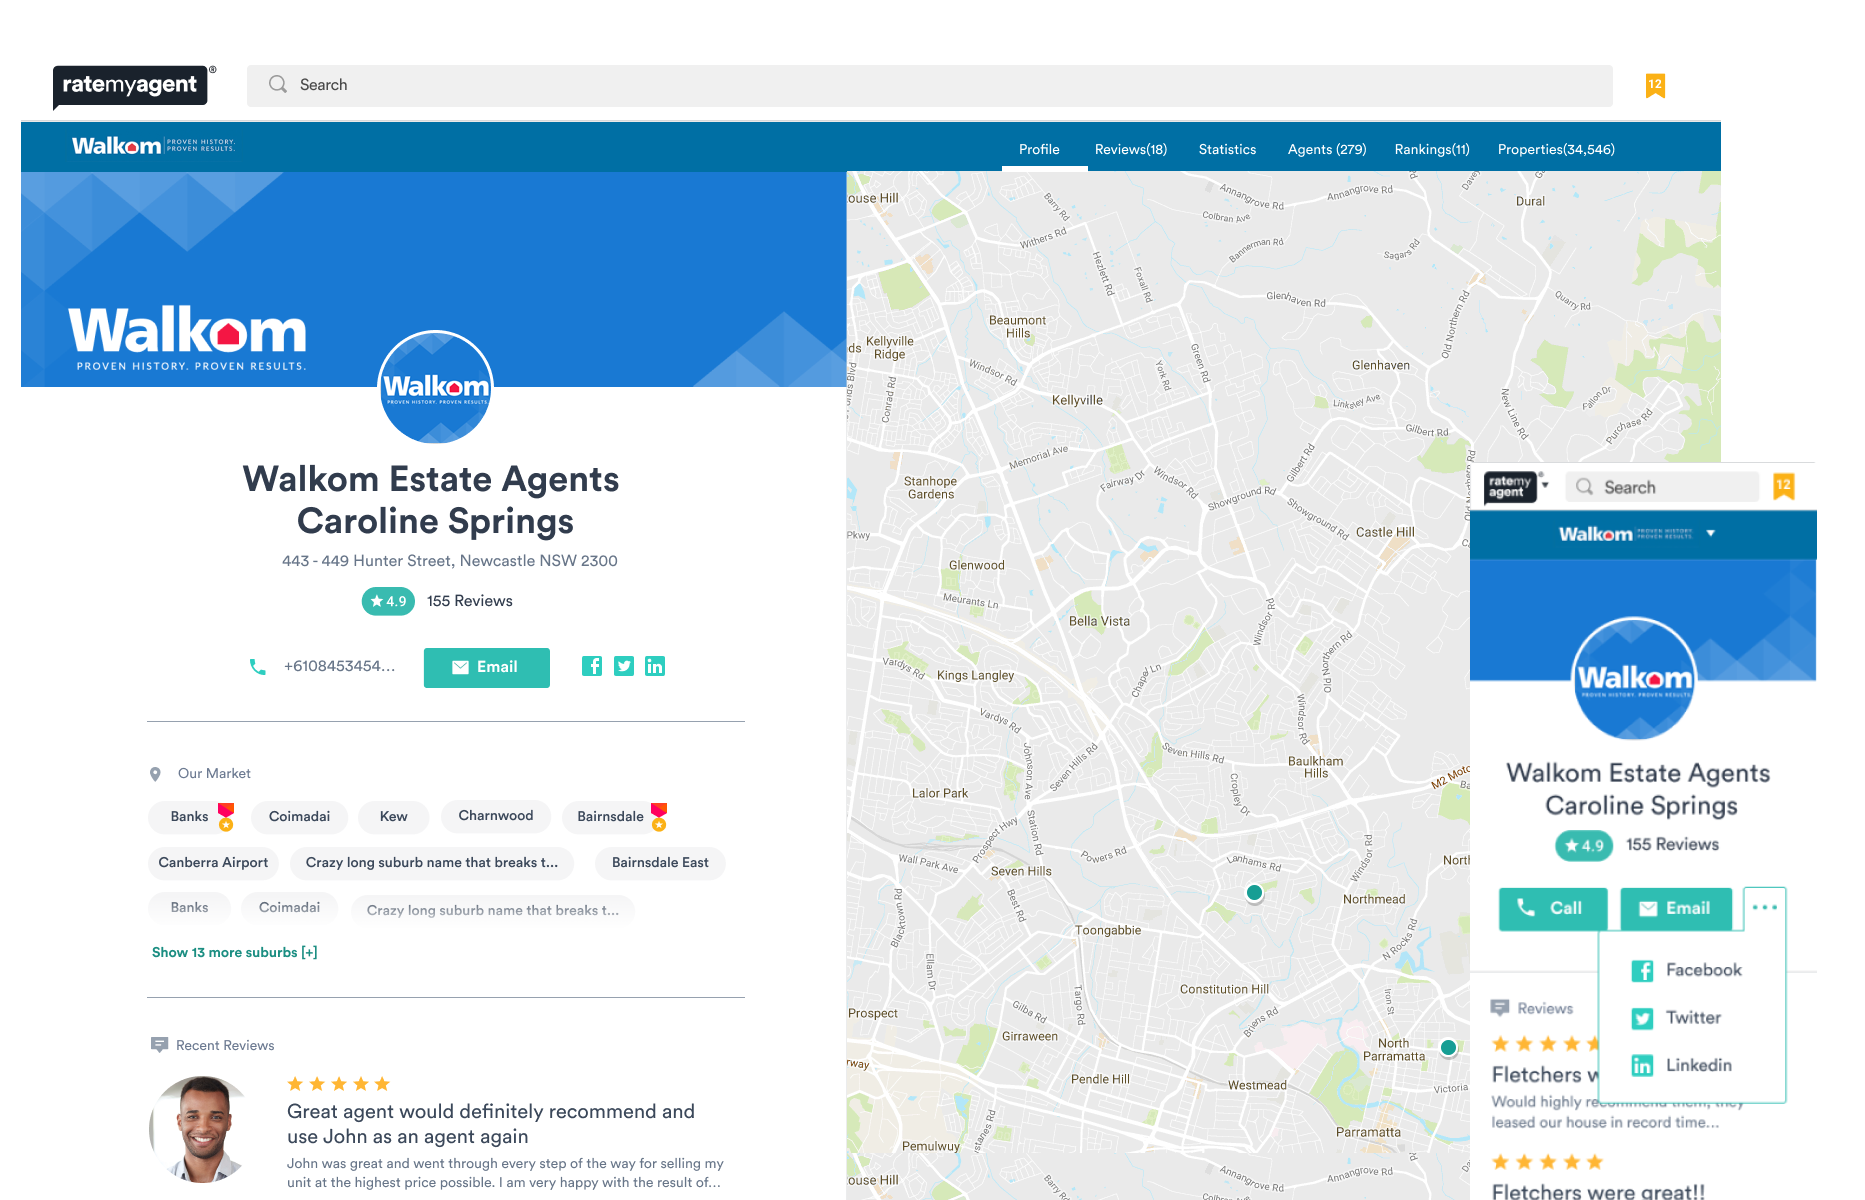 ratemyagent®
Search
12
Walkom PROVEN HISTORY. PROVEN RESULTS.
Profile
Reviews(18)
Statistics
Agents (279)
Rankings(11)
Properties(34,546)
Walkom
PROVEN HISTORY. PROVEN RESULTS.
Walkom
PROVEN HISTORY. PROVEN RESULTS.
Walkom Estate Agents
Caroline Springs
443 - 449 Hunter Street, Newcastle NSW 2300
4.9 155 Reviews
+6108453454...
Email
Our Market
Banks
Coimadai
Kew
Charnwood
Bairnsdale
Canberra Airport
Crazy long suburb name that breaks t...
Bairnsdale East
Banks
Coimadai
Crazy long suburb name that breaks t...
Show 13 more suburbs [+]
Recent Reviews
Great agent would definitely recommend and
use John as an agent again
John was great and went through every step of the way for selling my
unit at the highest price possible. I am very happy with the result of...
ouse Hill
Barry Rd
Annangrove Rd
Annangrove Rd
Colbran Ave
Dural
Withers Rd
Bannerman Rd
Sagars Rd
Hezlett Rd
Foxall Rd
Glenhaven Rd
Old Northern Rd
Quarry Rd
Beaumont
Hills
ds
Kellyville
Ridge
Windsor Rd
York Rd
Green Rd
Glenhaven
Conrad Rd
Kellyville
Linksley Ave
New Line Rd
Fallon Dr
Purchase Rd
Gilbert Rd
Memorial Ave
Gilbert Rd
Stanhope
Gardens
Fairway Dr
Windsor Rd
Showground Rd
Showground Rd
Castle Hill
Pkwy
Glenwood
Meurants Ln
Bella Vista
Windsor Rd
Old Northern Rd
Vardys Rd
Kings Langley
Chapel Ln
Vardys Rd
Windsor Rd
Johnson Ave
Seven Hills Rd
Seven Hills Rd
Baulkham
Hills
M2 Moto
Lalor Park
Cropley Dr
Prospect Hwy
Station Rd
Wall Park Ave
Powers Rd
Lanhams Rd
Windsor Rd
North
Seven Hills
Best Rd
Northmead
Blacktown Rd
Toongabbie
N Rocks Rd
Ellam Dr
Targo Rd
Constitution Hill
Iron St
Prospect
Gilba Rd
Briens Rd
Girraween
North
Parramatta
rway
Pendle Hill
Westmead
Victoria
Pemulwuy
Parramatta
ouse Hill
Annangrove Rd
Annangrove Rd
Colbran Ave
ratemy
agent
Search
12
Walkom PROVEN HISTORY. PROVEN RESULTS.
Walkom
PROVEN HISTORY. PROVEN RESULTS.
Walkom Estate Agents
Caroline Springs
4.9 155 Reviews
Call
Email
Facebook
Twitter
Linkedin
Reviews
Fletchers w
Would highly recommend them, they
leased our house in record time...
Fletchers were great!!